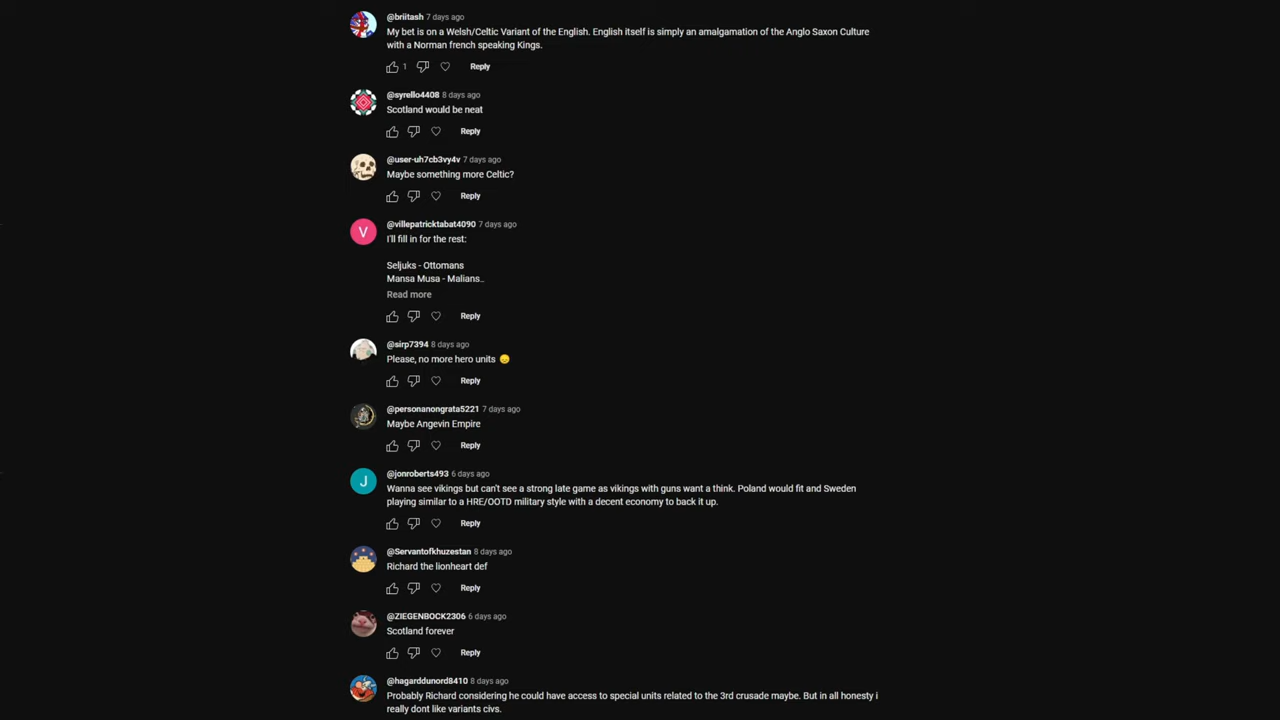 @briitash 7 days ago
My bet is on a Welsh/Celtic Variant of the English. English itself is simply an amalgamation of the Anglo Saxon Culture
with a Norman french speaking Kings.
1 Reply
@syrello4408 8 days ago
Scotland would be neat
Reply
@user-uh7cb3vy4v 7 days ago
Maybe something more Celtic?
Reply
V
@villepatricktabat4090 7 days ago
I'll fill in for the rest:
Seljuks - Ottomans
Mansa Musa - Malians..
Read more
Reply
@sirp7394 8 days ago
Please, no more hero units 😞
Reply
@personanongrata5221 7 days ago
Maybe Angevin Empire
Reply
J
@jonroberts493 6 days ago
Wanna see vikings but can't see a strong late game as vikings with guns want a think. Poland would fit and Sweden
playing similar to a HRE/OOTD military style with a decent economy to back it up.
Reply
@Servantofkhuzestan 8 days ago
Richard the lionheart def
Reply
@ZIEGENBOCK2306 6 days ago
Scotland forever
Reply
@hagarddunord8410 8 days ago
Probably Richard considering he could have access to special units related to the 3rd crusade maybe. But in all honesty i
really dont like variants civs.